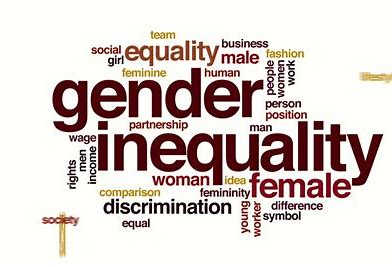 team
social equality business
girl male fashion
feminine human
people
women
work
gender
person
position
partnership man
wage
inequality
rights
men
income
woman idea female
comparison femininity
discrimination
young
worker
difference
symbol
equal
society